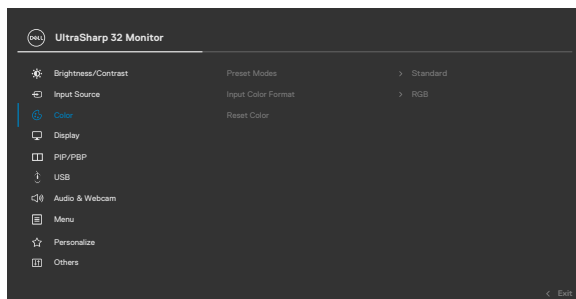 DELL UltraSharp 32 Monitor
Brightness/Contrast Preset Modes > Standard
Input Source Input Color Format > RGB
Color Reset Color
Display
PIP/PBP
USB
Audio & Webcam
Menu
Personalize
Others
< Exit